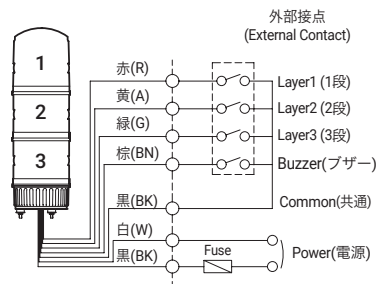 外部接点
(External Contact)
1
2
3
赤(R)
Layer1 (1段)
黄(A)
Layer2 (2段)
緑(G)
Layer3 (3段)
棕(BN)
Buzzer(ブザー)
黒(BK)
Common(共通)
白(W)
Fuse
Power(電源)
黒(BK)